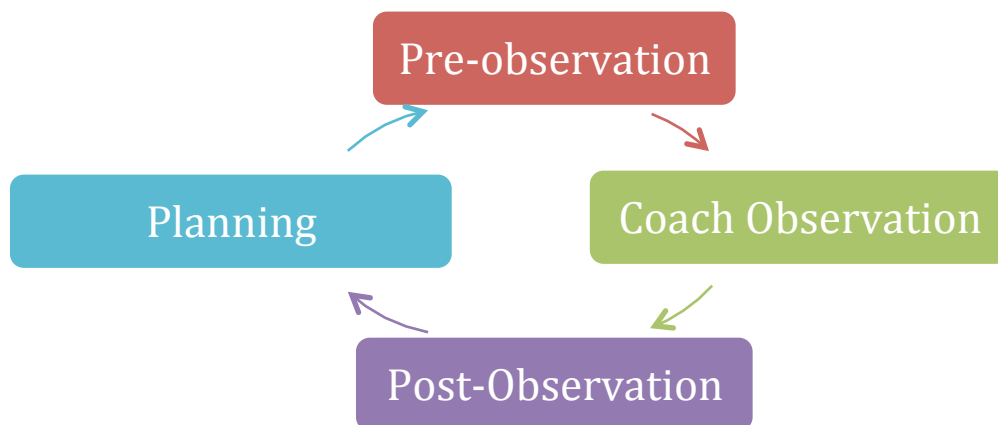 Pre-observation
Planning
Coach Observation
Post-Observation